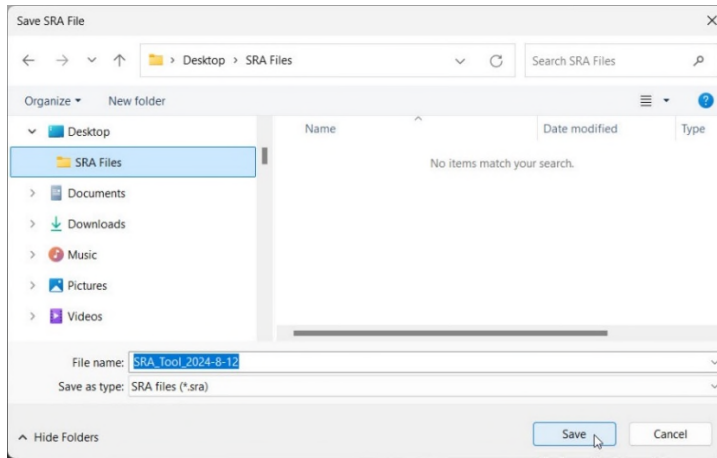 Save SRA File
Desktop > SRA Files
Search SRA Files
Organize
New folder
Name
Date modified
Type
Desktop
SRA Files
No items match your search.
Documents
Downloads
Music
Pictures
Videos
File name: SRA_Tool_2024-8-12
Save as type: SRA files (*.sra)
Hide Folders
Save
Cancel